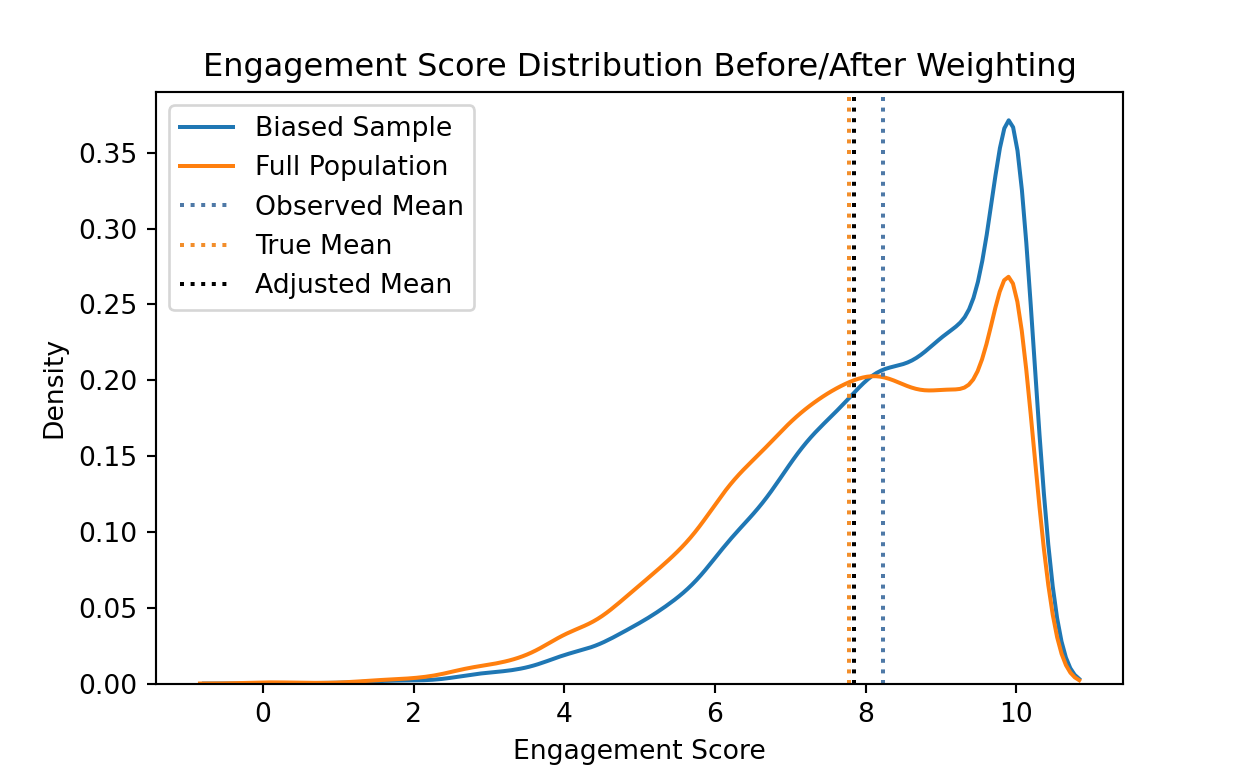 Engagement Score Distribution Before/After Weighting
Biased Sample
Full Population
Observed Mean
True Mean
Adjusted Mean
0.35
0.30
0.25
0.20
0.15
0.10
0.05
0.00
Density
0 2 4 6 8 10
Engagement Score